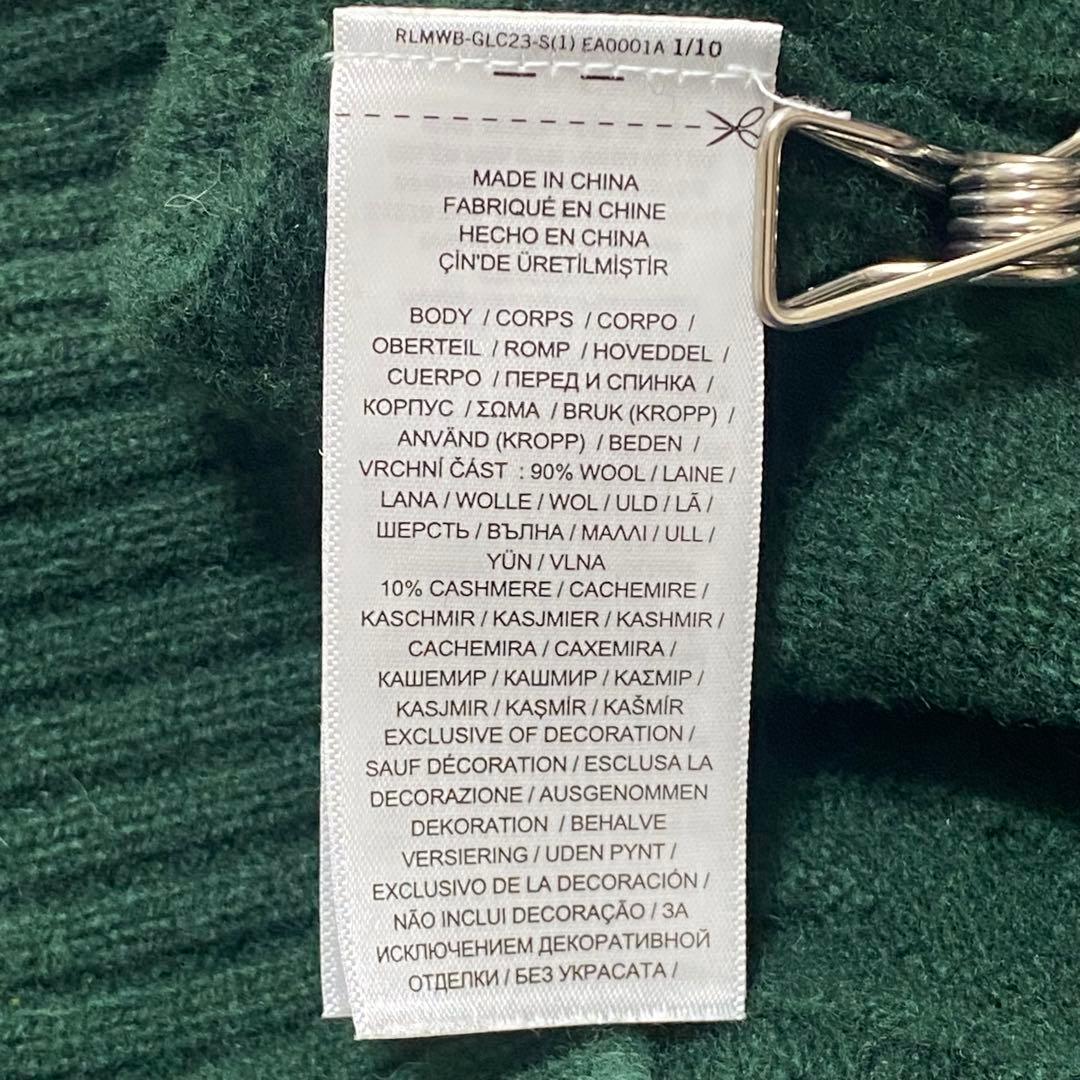 RLMWB-GLC23-S(1) EA0001A 1/10
MADE IN CHINA
FABRIQUÉ EN CHINE
HECHO EN CHINA
ÇİN'DE ÜRETİLMİŞTİR
BODY / CORPS / CORPO /
OBERTEIL / ROMP / HOVEDDEL /
CUERPO / ПЕРЕД И СПИНКА /
КОРПУС / ΣΩΜΑ / BRUK (KROPP) /
ANVÄND (KROPP) / BEDEN /
VRCHNÍ ČÁST : 90% WOOL / LAINE /
LANA / WOLLE / WOL / ULD / LÃ /
ШЕРСТЬ / ВЪЛНА / ΜΑΛΛΙ / ULL /
YÜN / VLNA
10% CASHMERE / CACHEMIRE /
KASCHMIR / KASJMIER / KASHMIR /
CACHEMIRA / CAXEMIRA /
КАШЕМИР / КАШМИР / ΚΑΣΜΙΡ /
KASJMIR / KAŞMİR / KAŠMÍR
EXCLUSIVE OF DECORATION /
SAUF DÉCORATION / ESCLUSA LA
DECORAZIONE / AUSGENOMMEN
DEKORATION / BEHALVE
VERSIERING / UDEN PYNT /
EXCLUSIVO DE LA DECORACIÓN /
NÃO INCLUI DECORAÇÃO / ЗА
ИСКЛЮЧЕНИЕМ ДЕКОРАТИВНОЙ
ОТДЕЛКИ / БЕЗ УКРАСАТА /